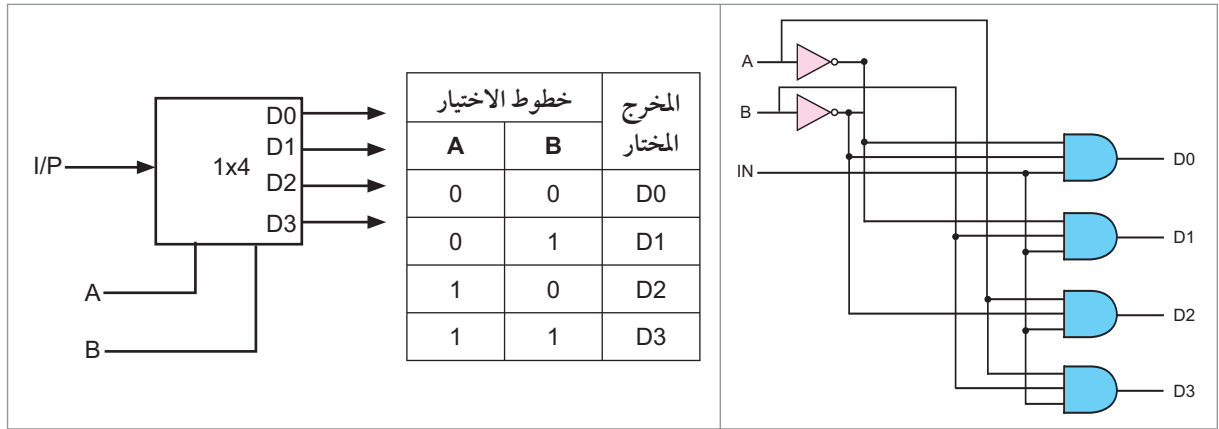 I/P
1x4
D0
D1
D2
D3
A
B
خطوط الاختيار
المخرج المختار
A B
0 0 D0
0 1 D1
1 0 D2
1 1 D3
A
B
IN
D0
D1
D2
D3